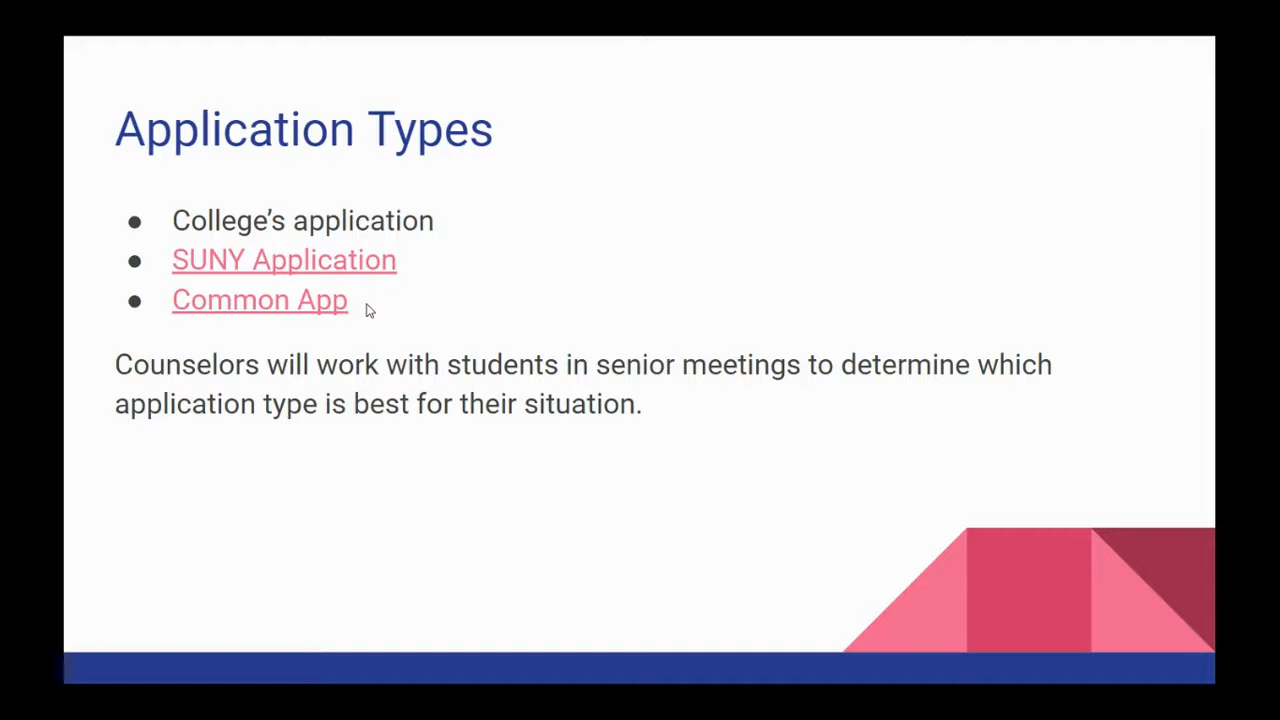 Application Types
● College’s application
● SUNY Application
● Common App
Counselors will work with students in senior meetings to determine which
application type is best for their situation.